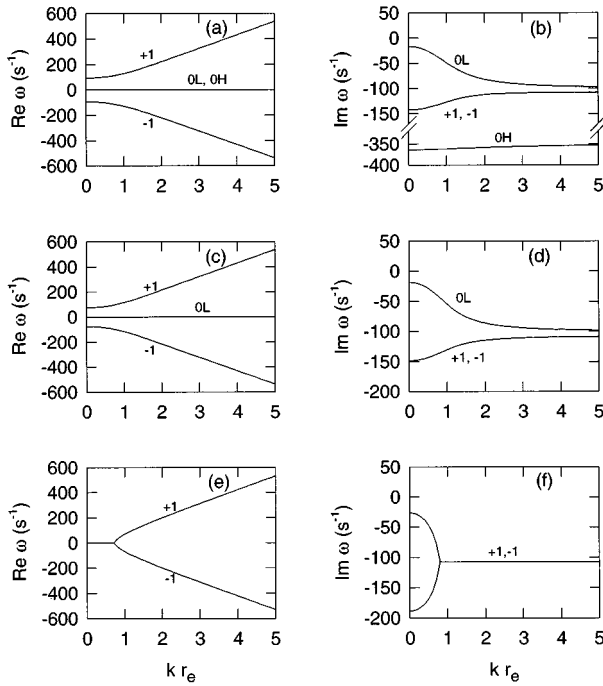 (a)
Re ω (s⁻¹)
600
400
200
0
-200
-400
-600
+1
0L, 0H
-1
0 1 2 3 4 5
(b)
Im ω (s⁻¹)
50
0
-50
-100
-150
-350
-400
0L
+1, -1
0H
0 1 2 3 4 5
(c)
Re ω (s⁻¹)
600
400
200
0
-200
-400
-600
+1
0L
-1
0 1 2 3 4 5
(d)
Im ω (s⁻¹)
50
0
-50
-100
-150
-200
0L
+1, -1
0 1 2 3 4 5
(e)
Re ω (s⁻¹)
600
400
200
0
-200
-400
-600
+1
-1
0 1 2 3 4 5
k rₑ
(f)
Im ω (s⁻¹)
50
0
-50
-100
-150
-200
+1,-1
0 1 2 3 4 5
k rₑ